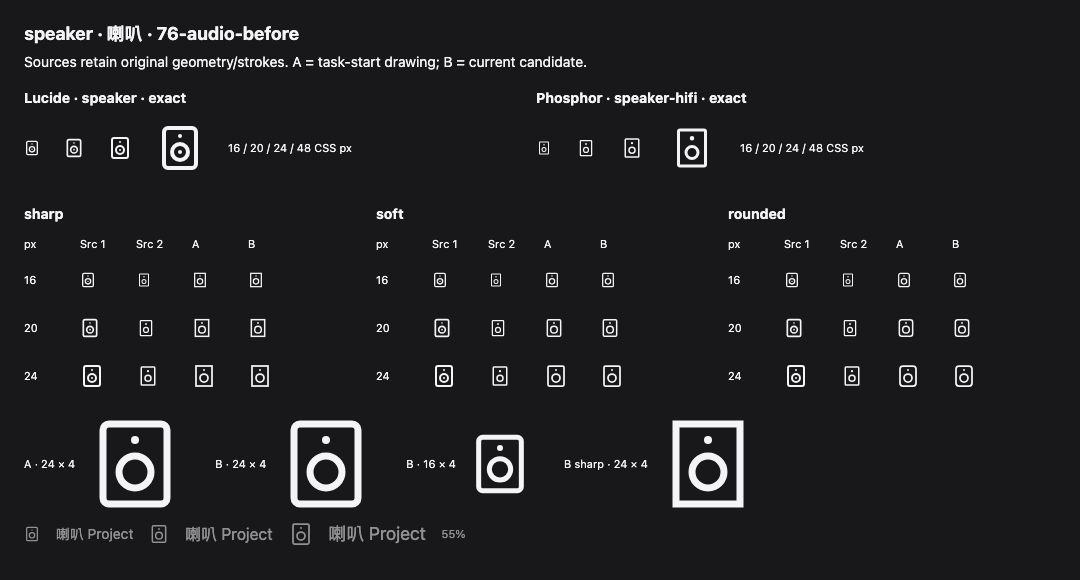 speaker · 喇叭 · 76-audio-before
Sources retain original geometry/strokes. A = task-start drawing; B = current candidate.
Lucide · speaker · exact
16 / 20 / 24 / 48 CSS px
Phosphor · speaker-hifi · exact
16 / 20 / 24 / 48 CSS px
sharp
px Src 1 Src 2 A B
16
20
24
soft
px Src 1 Src 2 A B
16
20
24
rounded
px Src 1 Src 2 A B
16
20
24
A · 24 × 4
B · 24 × 4
B · 16 × 4
B sharp · 24 × 4
喇叭 Project 喇叭 Project 喇叭 Project 55%